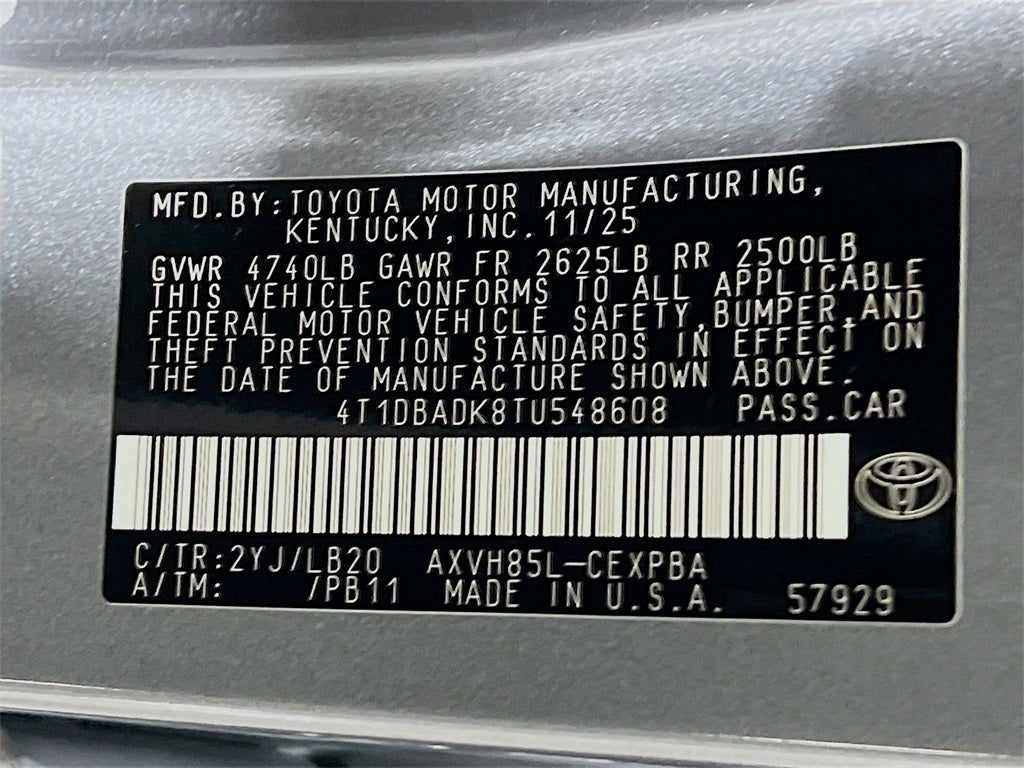 MFD.BY:TOYOTA MOTOR MANUFACTURING,
KENTUCKY,INC.11/25
GVWR 4740LB GAWR FR 2625LB RR 2500LB
THIS VEHICLE CONFORMS TO ALL APPLICABLE
FEDERAL MOTOR VEHICLE SAFETY,BUMPER,AND
THEFT PREVENTION STANDARDS IN EFFECT ON
THE DATE OF MANUFACTURE SHOWN ABOVE.
4T1DBADK8TU548608 PASS.CAR
C/TR:2YJ/LB20 AXVH85L-CEXPBA
A/TM: /PB11 MADE IN U.S.A. 57929